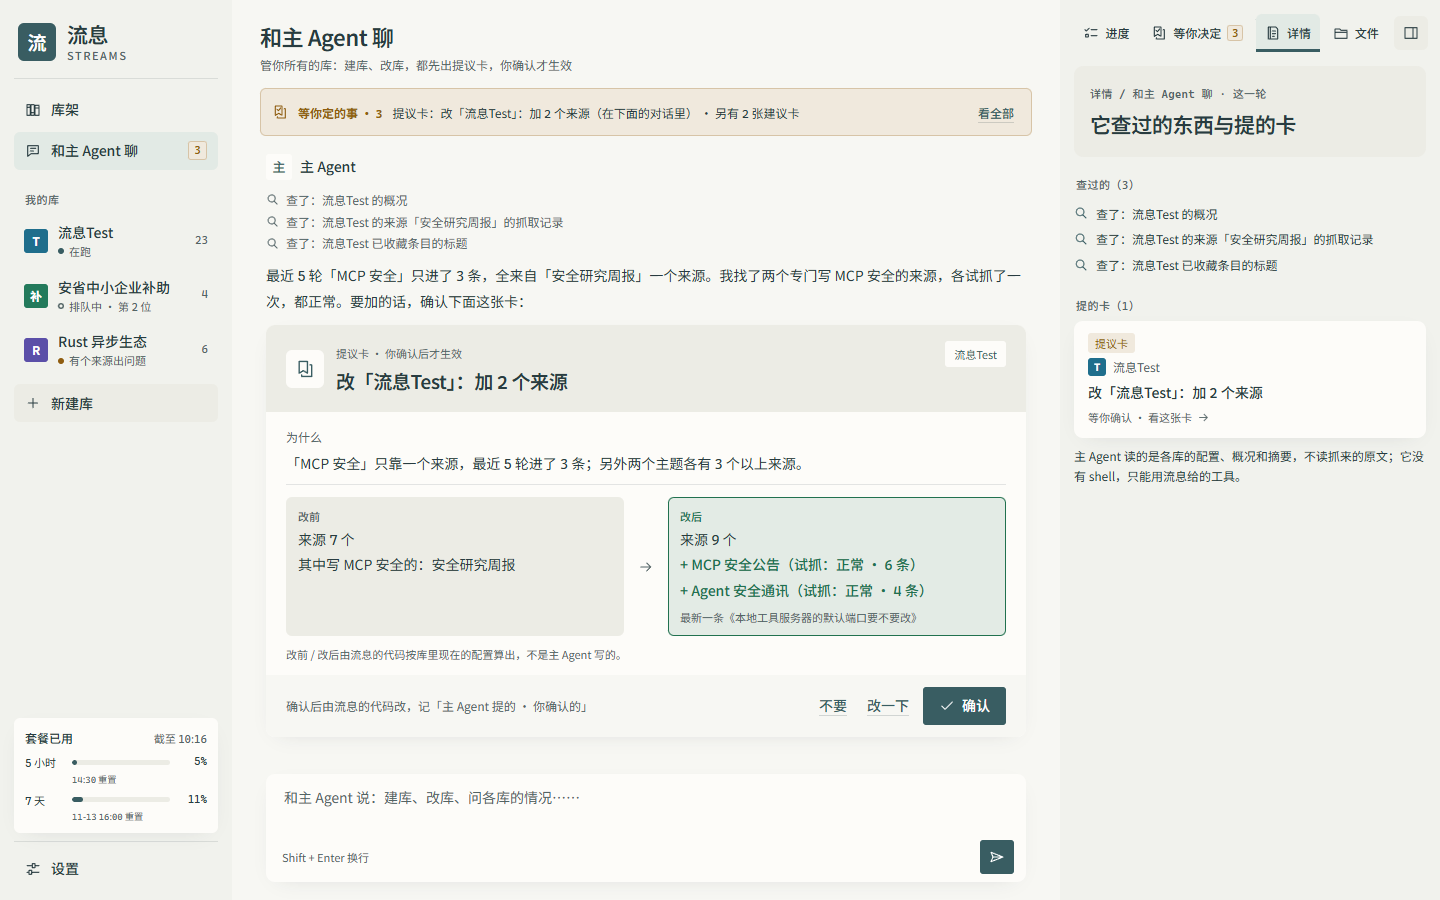 流
流息
STREAMS
库架
和主 Agent 聊
3
我的库
T
流息Test
在跑
23
补
安省中小企业补助
排队中 · 第 2 位
4
R
Rust 异步生态
有个来源出问题
6
新建库
套餐已用
截至 10:16
5 小时
5%
14:30 重置
7 天
11%
11-13 16:00 重置
设置
和主 Agent 聊
管你所有的库：建库、改库，都先出提议卡，你确认才生效
等你定的事 · 3 提议卡：改「流息Test」：加 2 个来源（在下面的对话里） · 另有 2 张建议卡
看全部
主
主 Agent
查了：流息Test 的概况
查了：流息Test 的来源「安全研究周报」的抓取记录
查了：流息Test 已收藏条目的标题
最近 5 轮「MCP 安全」只进了 3 条，全来自「安全研究周报」一个来源。我找了两个专门写 MCP 安全的来源，各试抓了一
次，都正常。要加的话，确认下面这张卡：
提议卡 · 你确认后才生效
改「流息Test」：加 2 个来源
流息Test
为什么
「MCP 安全」只靠一个来源，最近 5 轮进了 3 条；另外两个主题各有 3 个以上来源。
改前
来源 7 个
其中写 MCP 安全的：安全研究周报
→
改后
来源 9 个
+ MCP 安全公告（试抓：正常 · 6 条）
+ Agent 安全通讯（试抓：正常 · 4 条）
最新一条《本地工具服务器的默认端口要不要改》
改前 / 改后由流息的代码按库里现在的配置算出，不是主 Agent 写的。
确认后由流息的代码改，记「主 Agent 提的 · 你确认的」
不要
改一下
确认
和主 Agent 说：建库、改库、问各库的情况……
Shift + Enter 换行
进度
等你决定
3
详情
文件
详情 / 和主 Agent 聊 · 这一轮
它查过的东西与提的卡
查过的（3）
查了：流息Test 的概况
查了：流息Test 的来源「安全研究周报」的抓取记录
查了：流息Test 已收藏条目的标题
提的卡（1）
提议卡
T
流息Test
改「流息Test」：加 2 个来源
等你确认 · 看这张卡 →
主 Agent 读的是各库的配置、概况和摘要，不读抓来的原文；它没
有 shell，只能用流息给的工具。